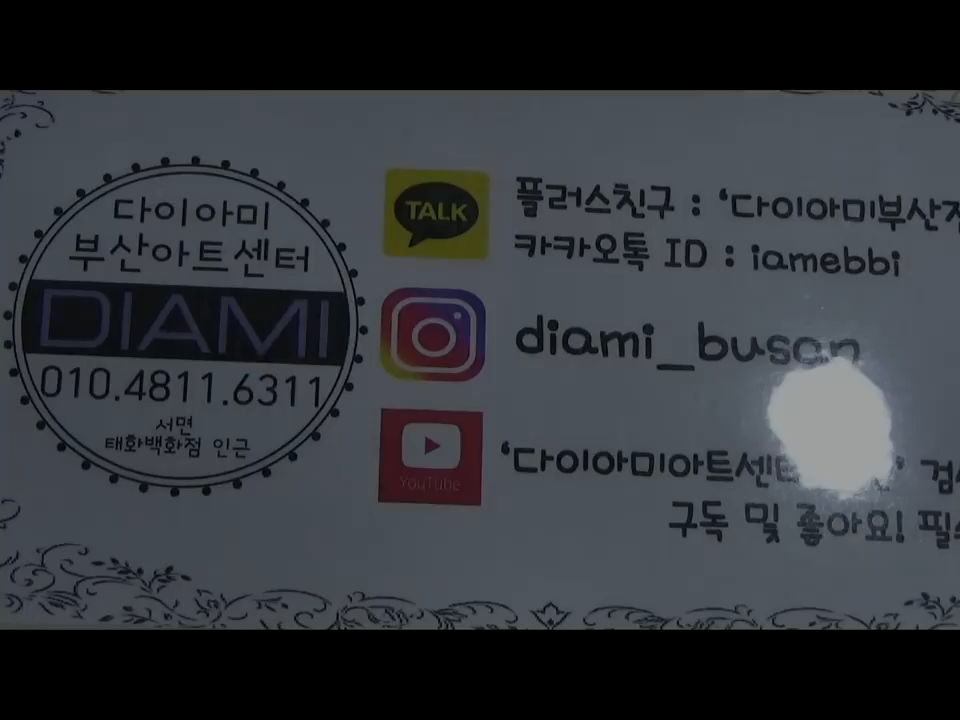 다이아미
부산아트센터
DIAMI
010.4811.6311
서면
태화백화점 인근
TALK
플러스친구 : '다이아미부산
카카오톡 ID : iamebbi
diami_busan
YouTube
'다이아미아트센터
구독 및 좋아요!